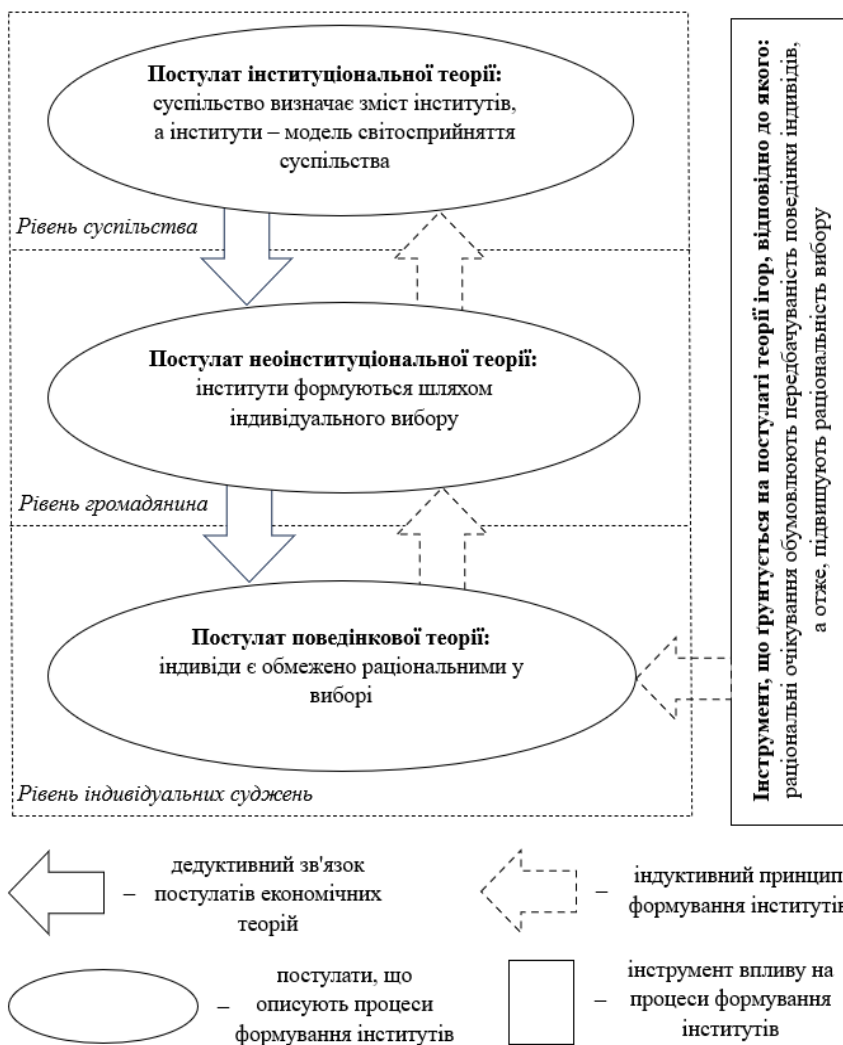 Постулат інституціональної теорії:
суспільство визначає зміст інститутів,
а інститути – модель світосприйняття
суспільства
Рівень суспільства
Постулат неоінституціональної теорії:
інститути формуються шляхом
індивідуального вибору
Рівень громадянина
Постулат поведінкової теорії:
індивіди є обмежено раціональними у
виборі
Рівень індивідуальних суджень
Інструмент, що ґрунтується на постулаті теорії ігор, відповідно до якого:
раціональні очікування обумовлюють передбачуваність поведінки індивідів,
а отже, підвищують раціональність вибору
– дедуктивний зв'язок
постулатів економічних
теорій
– індуктивний принцип
формування інститутів
– постулати, що
описують процеси
формування інститутів
– інструмент впливу на
процеси формування
інститутів